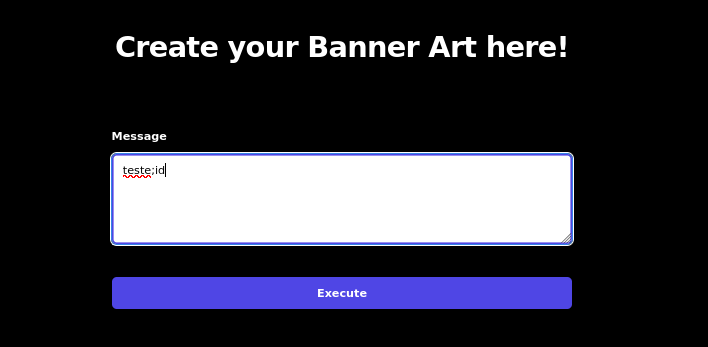 Create your Banner Art here!
Message
teste;id
Execute